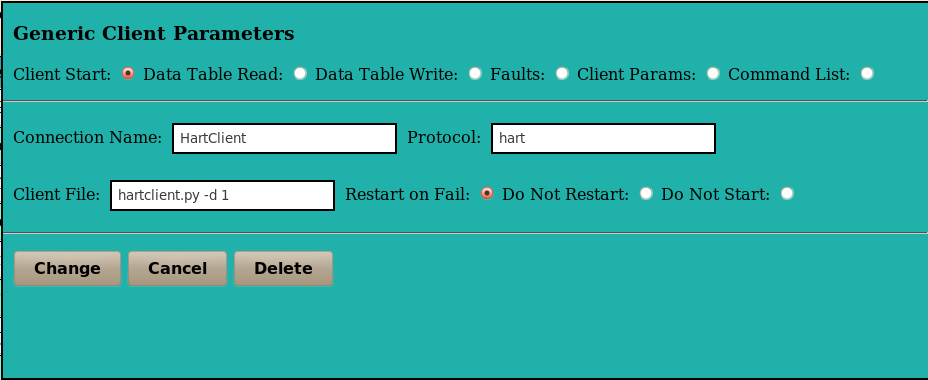 Generic Client Parameters
Client Start: Data Table Read: Data Table Write: Faults: Client Params: Command List:
Connection Name: HartClient Protocol: hart
Client File: hartclient.py -d 1 Restart on Fail: Do Not Restart: Do Not Start:
Change Cancel Delete